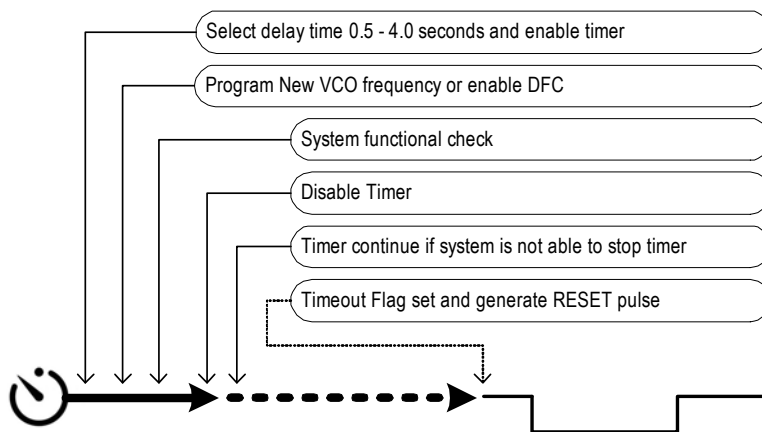 Select delay time 0.5 - 4.0 seconds and enable timer
Program New VCO frequency or enable DFC
System functional check
Disable Timer
Timer continue if system is not able to stop timer
Timeout Flag set and generate RESET pulse